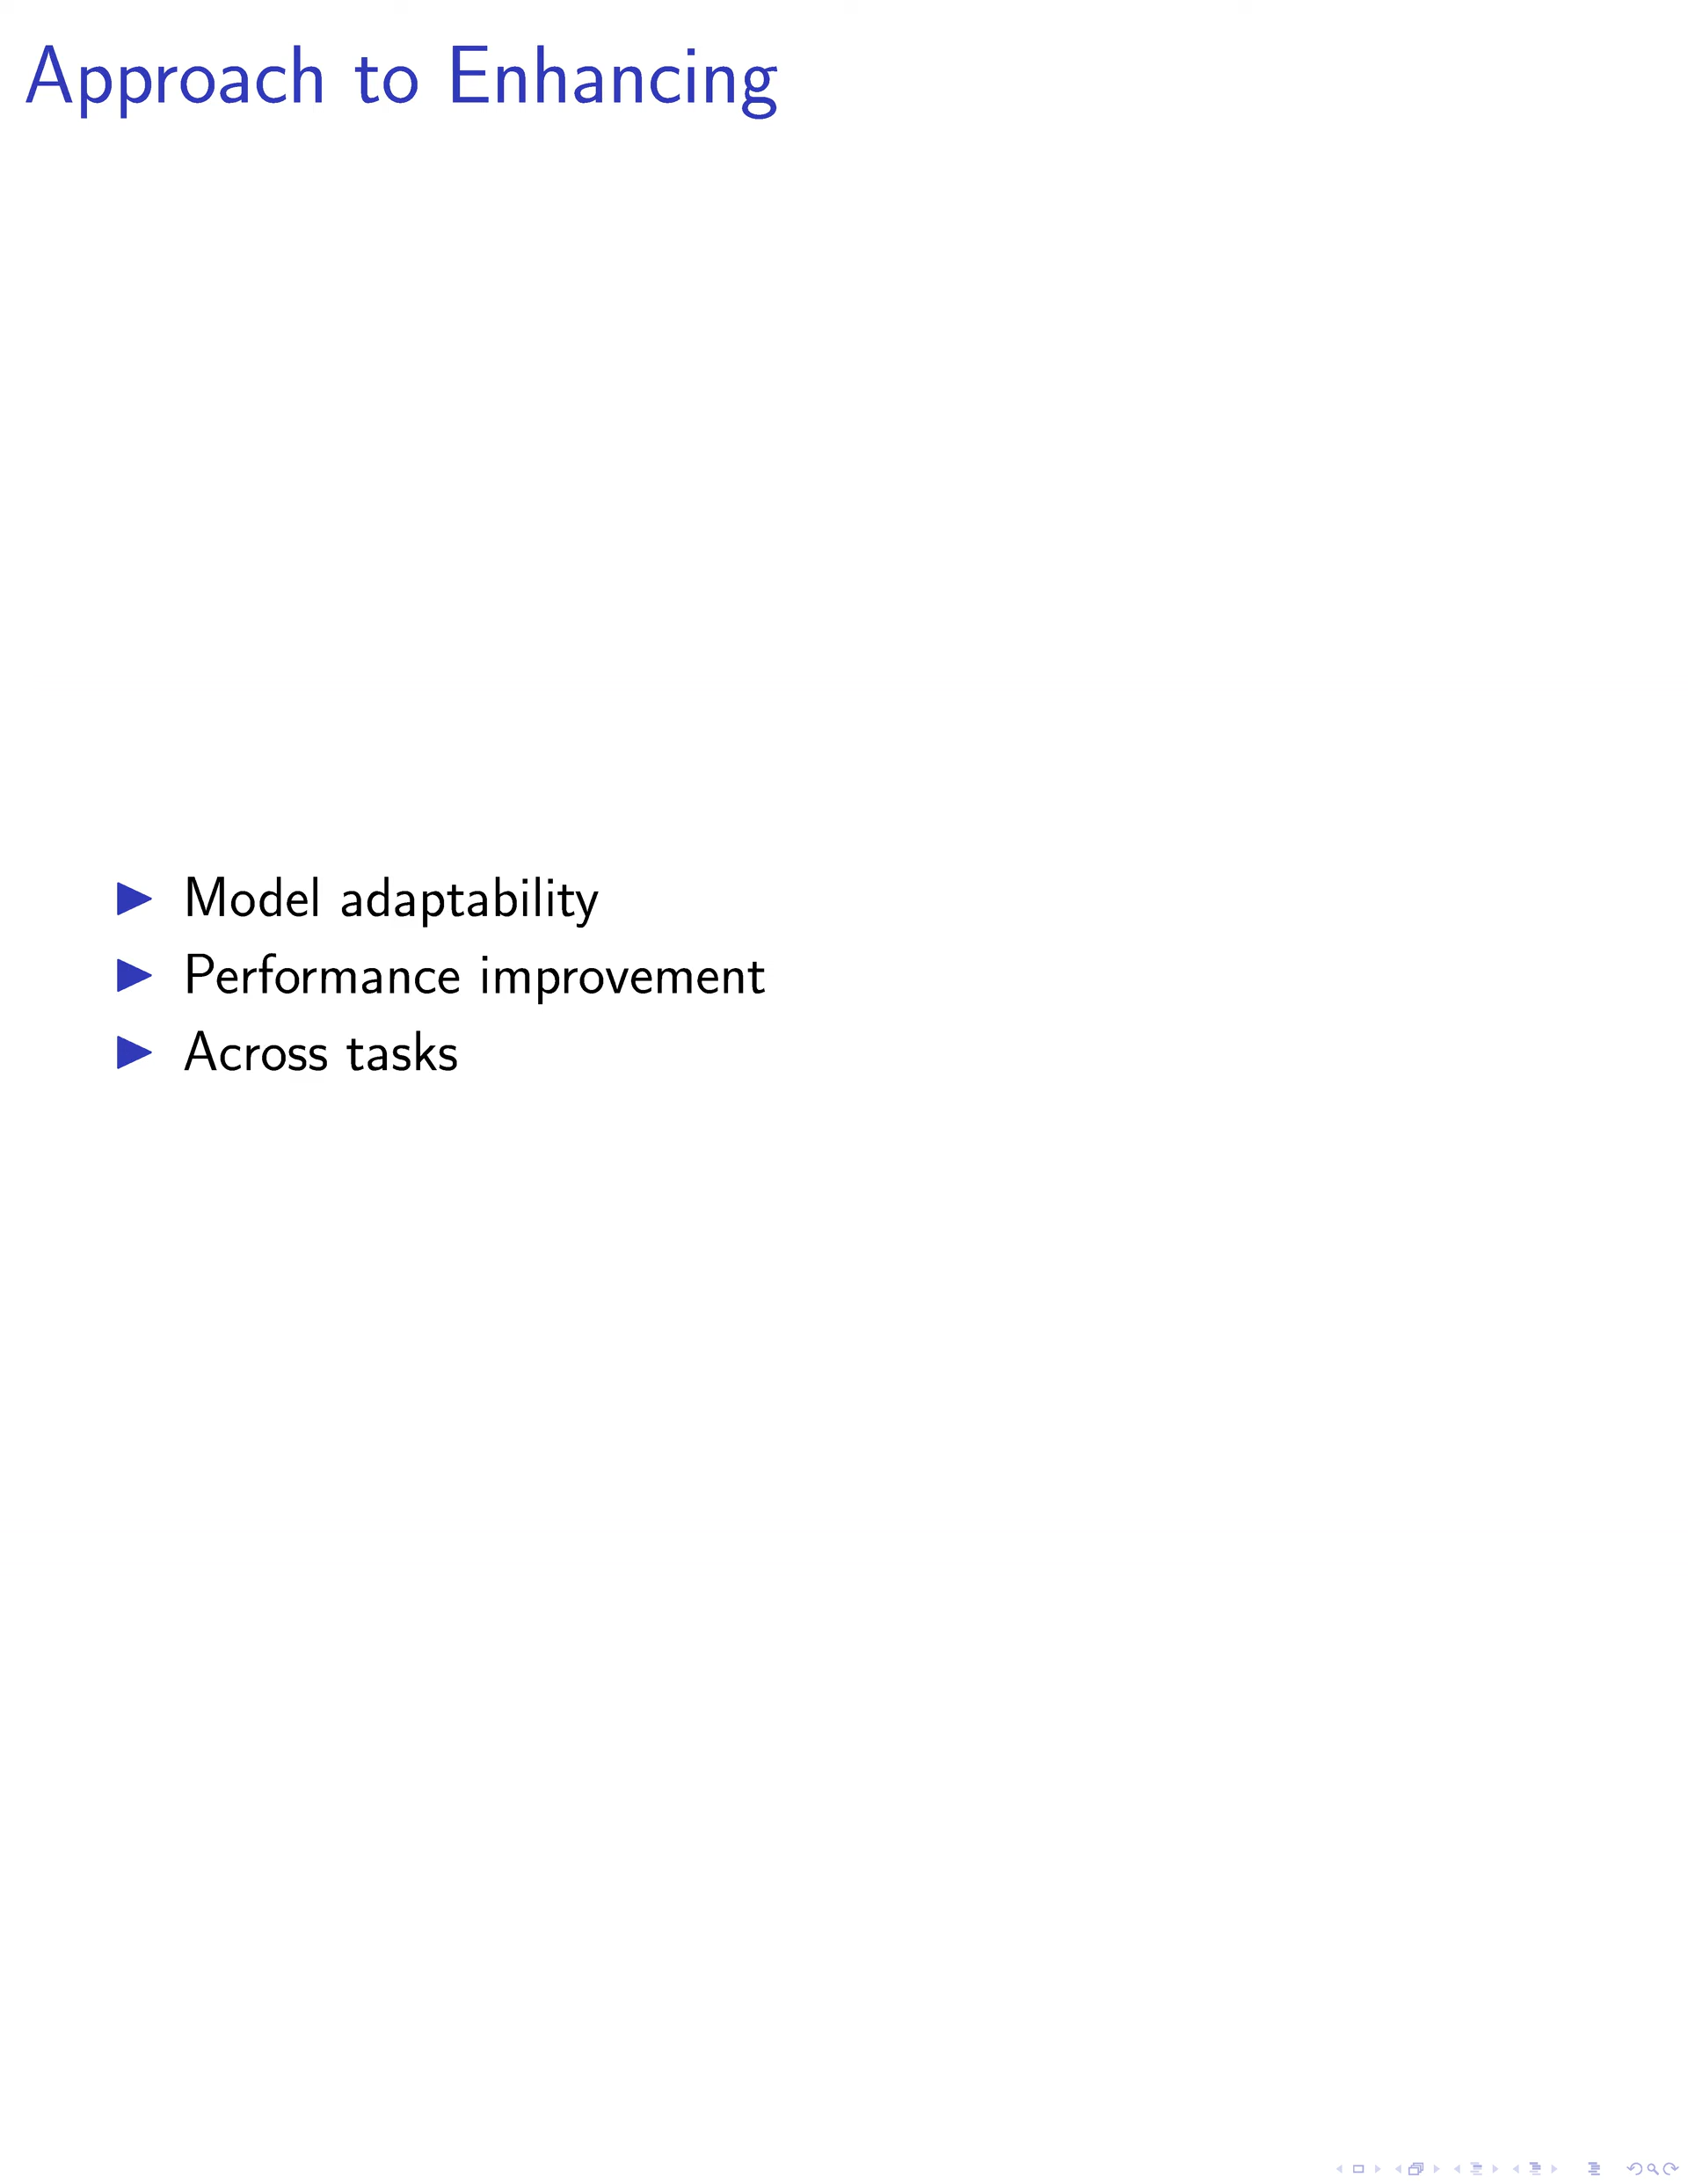 Approach to Enhancing
Model adaptability
Performance improvement
Across tasks